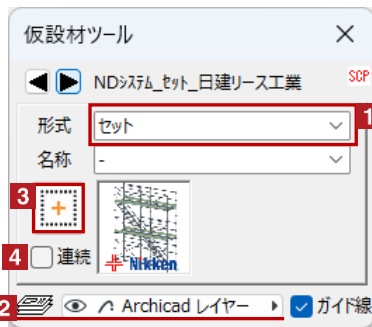 仮設材ツール
NDシステム_セット_日建リース工業 SCP
形式 セット 1
名称 -
3
4 連続 Nikken
2 Archicad レイヤー ガイド線